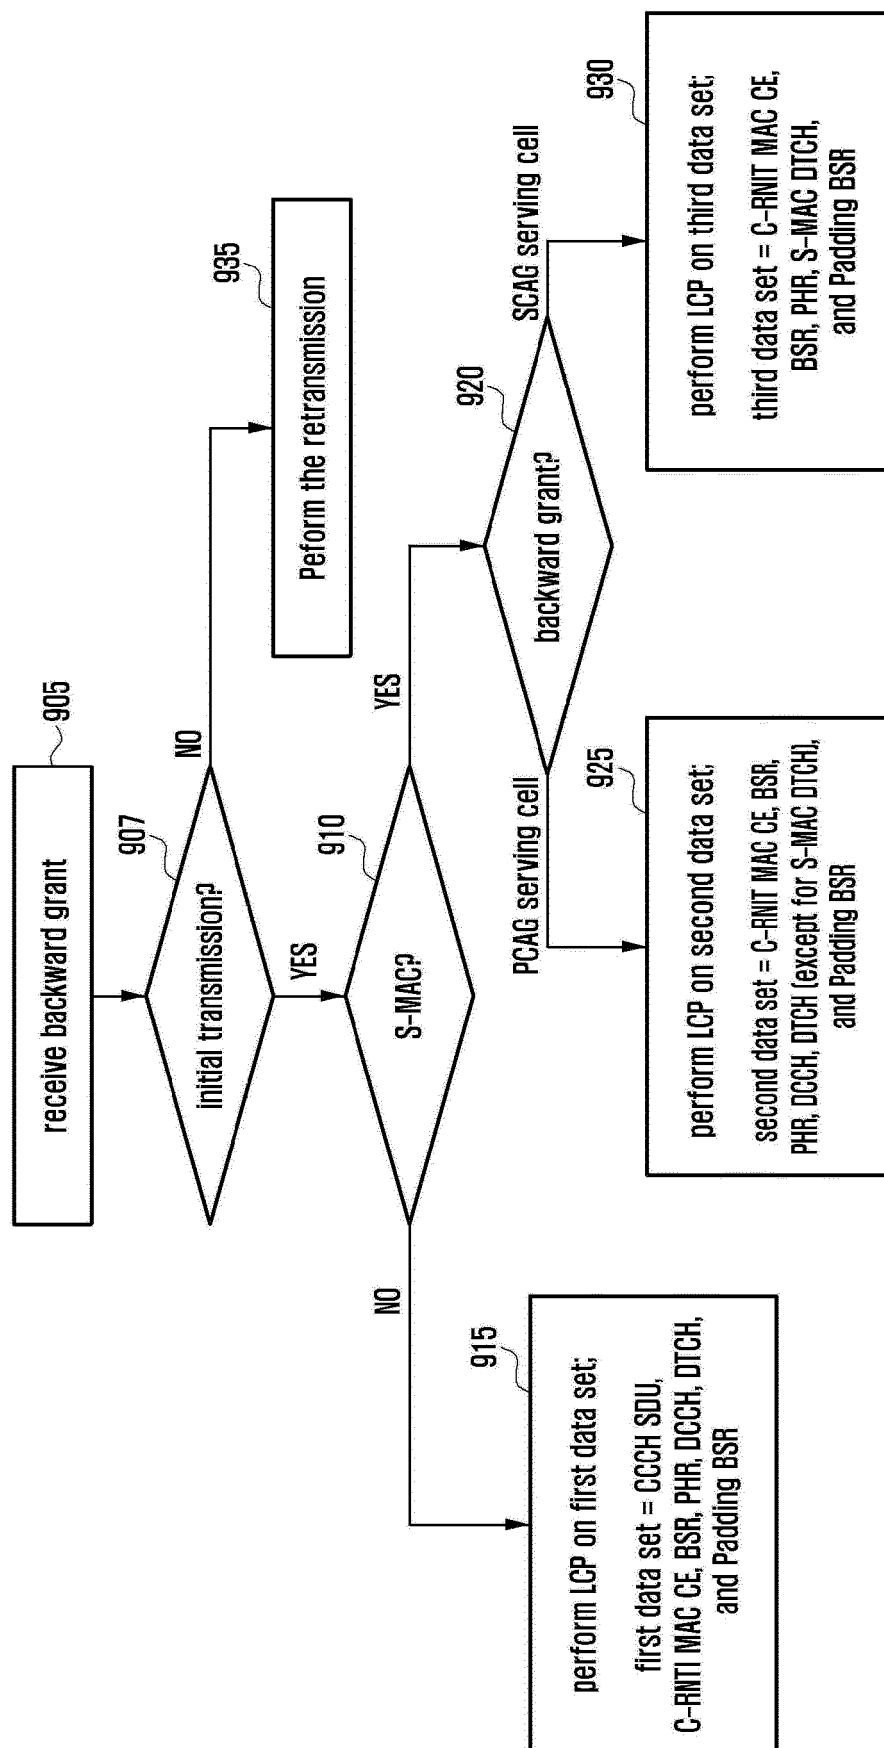 905
receive backward grant
907
initial transmission?
NO
YES
935
Peform the retransmission
910
S-MAC?
NO
YES
915
perform LCP on first data set;
first data set = CCCH SDU,
C-RNTI MAC CE, BSR, PHR, DCCH, DTCH,
and Padding BSR
920
backward grant?
PCAG serving cell
SCAG serving cell
925
perform LCP on second data set;
second data set = C-RNIT MAC CE, BSR,
PHR, DCCH, DTCH (except for S-MAC DTCH),
and Padding BSR
930
perform LCP on third data set;
third data set = C-RNIT MAC CE,
BSR, PHR, S-MAC DTCH,
and Padding BSR